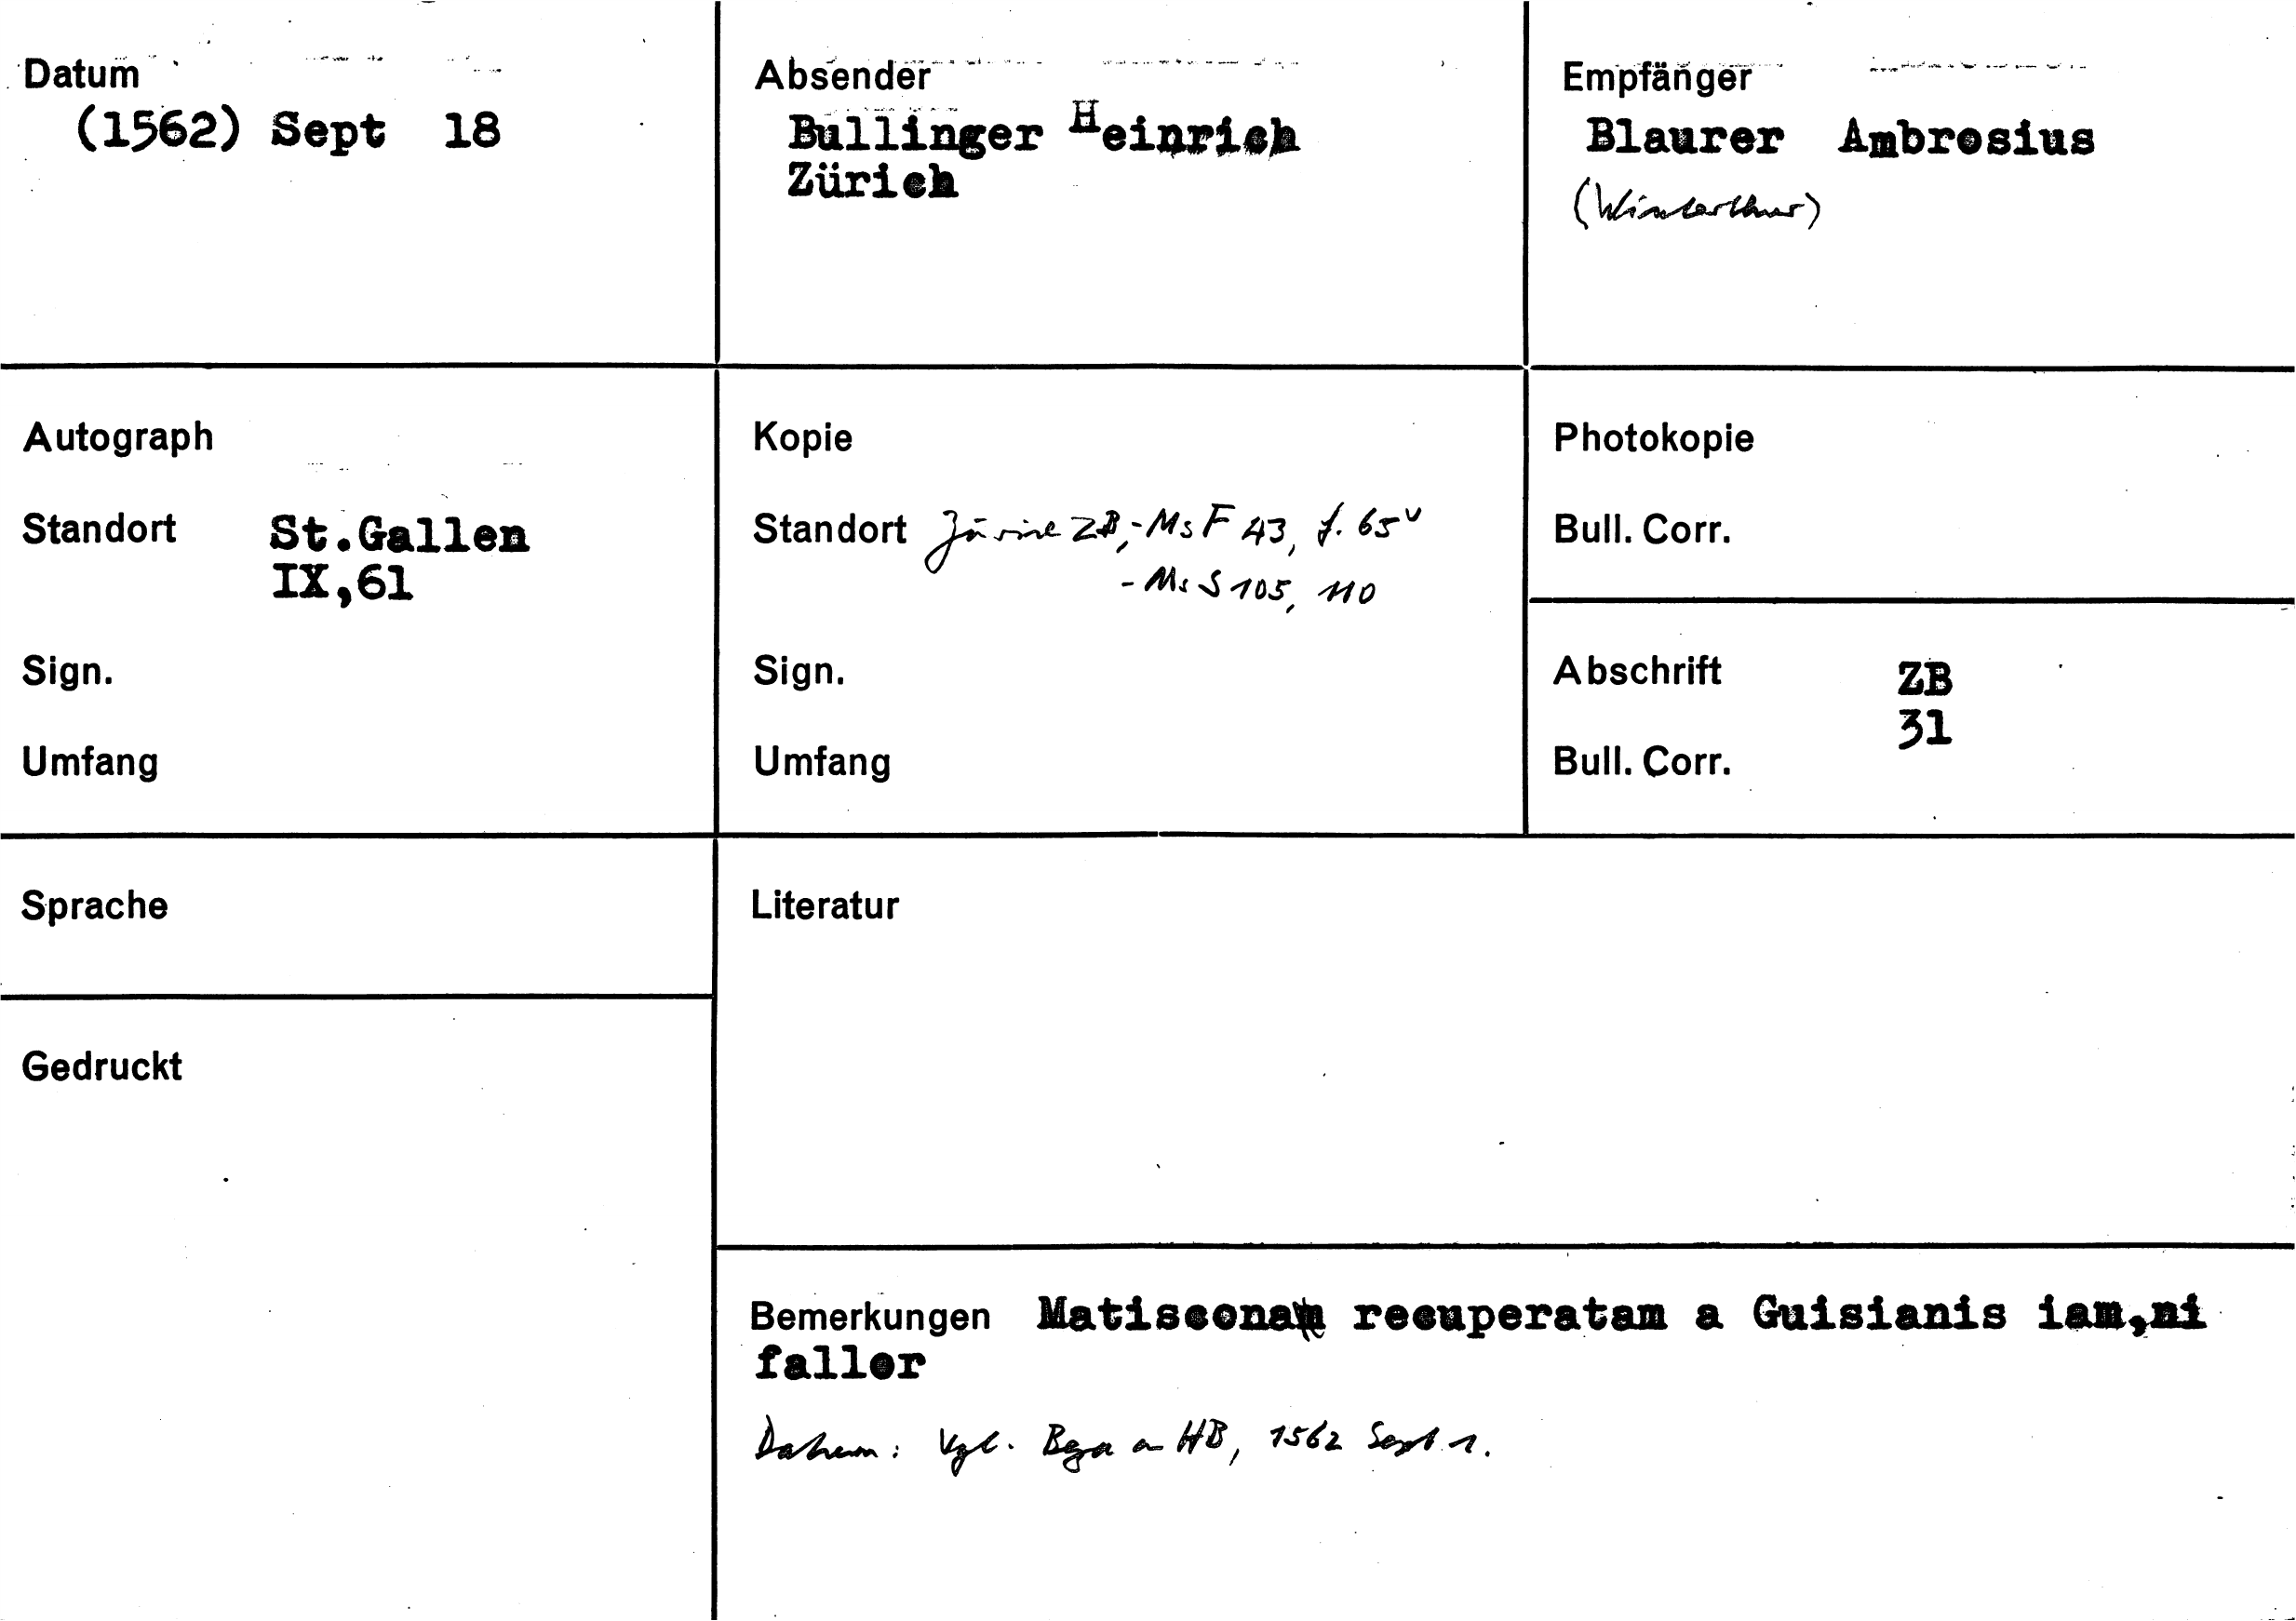 Datum
(1562) Sept 18
Absender
Bullinger Heinrich
Zürich
Empfänger
Blaurer Ambrosius
(Winterthur)
Autograph
Standort St.Gallen
IX,61
Sign.
Umfang
Kopie
Standort Zürich ZB,- Ms F 43, f. 65v
- Ms S 105, 110
Sign.
Umfang
Photokopie
Bull. Corr.
Abschrift ZB
31
Bull. Corr.
Sprache
Gedruckt
Literatur
Bemerkungen Matisconam recuperatam a Guisianis iam,ni
fallor
Datum: Vgl. Beza an HB, 1562 Sept 1.